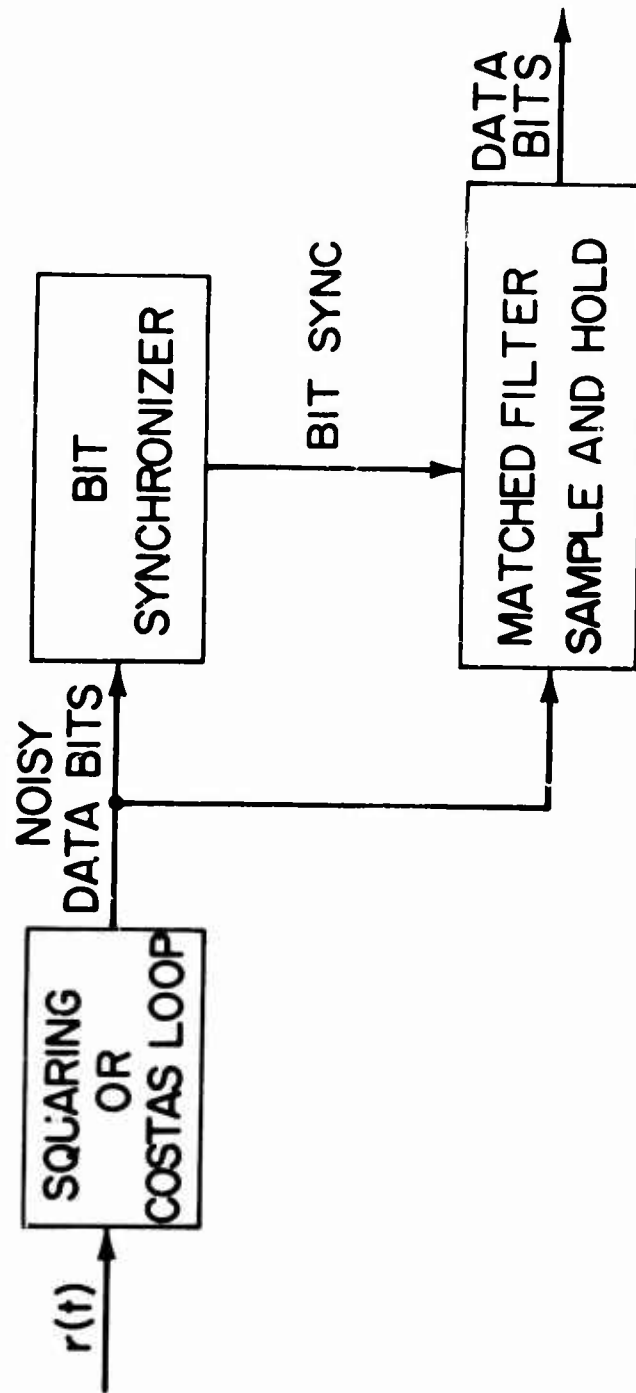 r(t)
SQUARING
OR
COSTAS LOOP
NOISY
DATA BITS
BIT
SYNCHRONIZER
BIT SYNC
MATCHED FILTER
SAMPLE AND HOLD
DATA
BITS